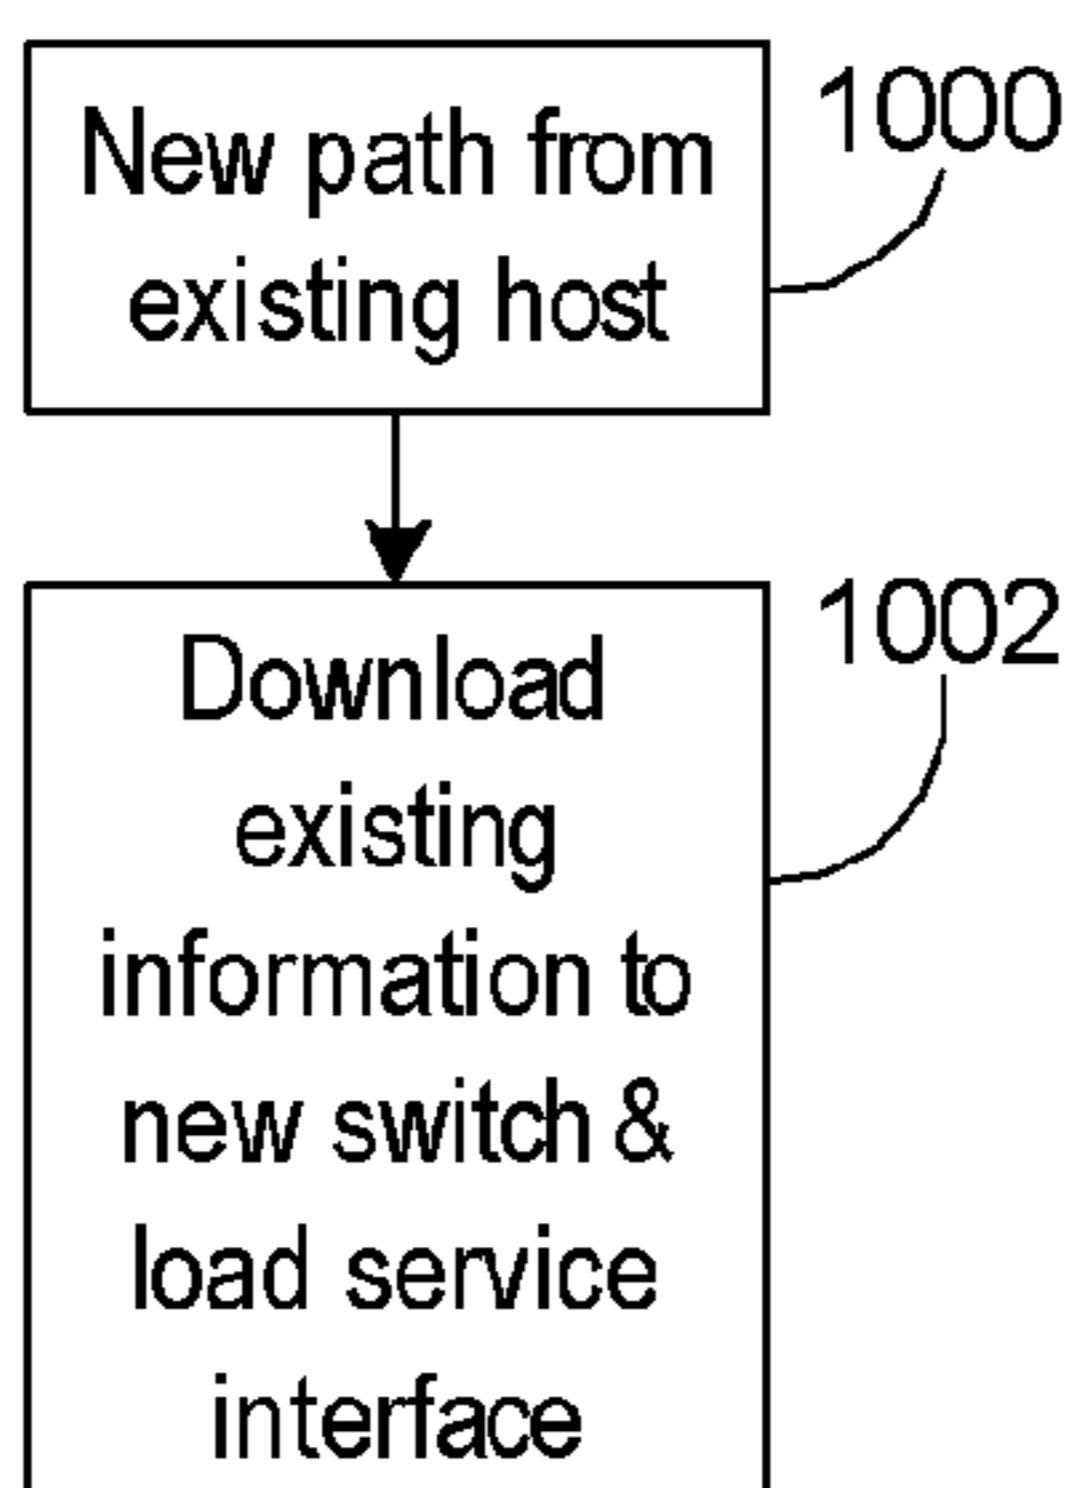 New path from
existing host
1000
Download
existing
information to
new switch &
load service
interface
1002